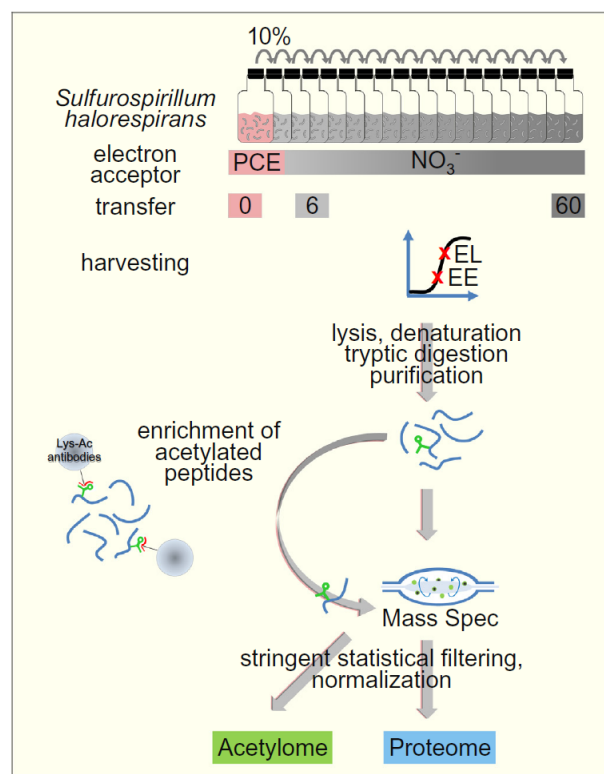 10%
Sulfurospirillum
halorespirans
electron
acceptor
PCE
NO₃⁻
transfer
0
6
60
harvesting
EL
EE
lysis, denaturation
tryptic digestion
purification
Lys-Ac
antibodies
enrichment of
acetylated
peptides
Mass Spec
stringent statistical filtering,
normalization
Acetylome
Proteome